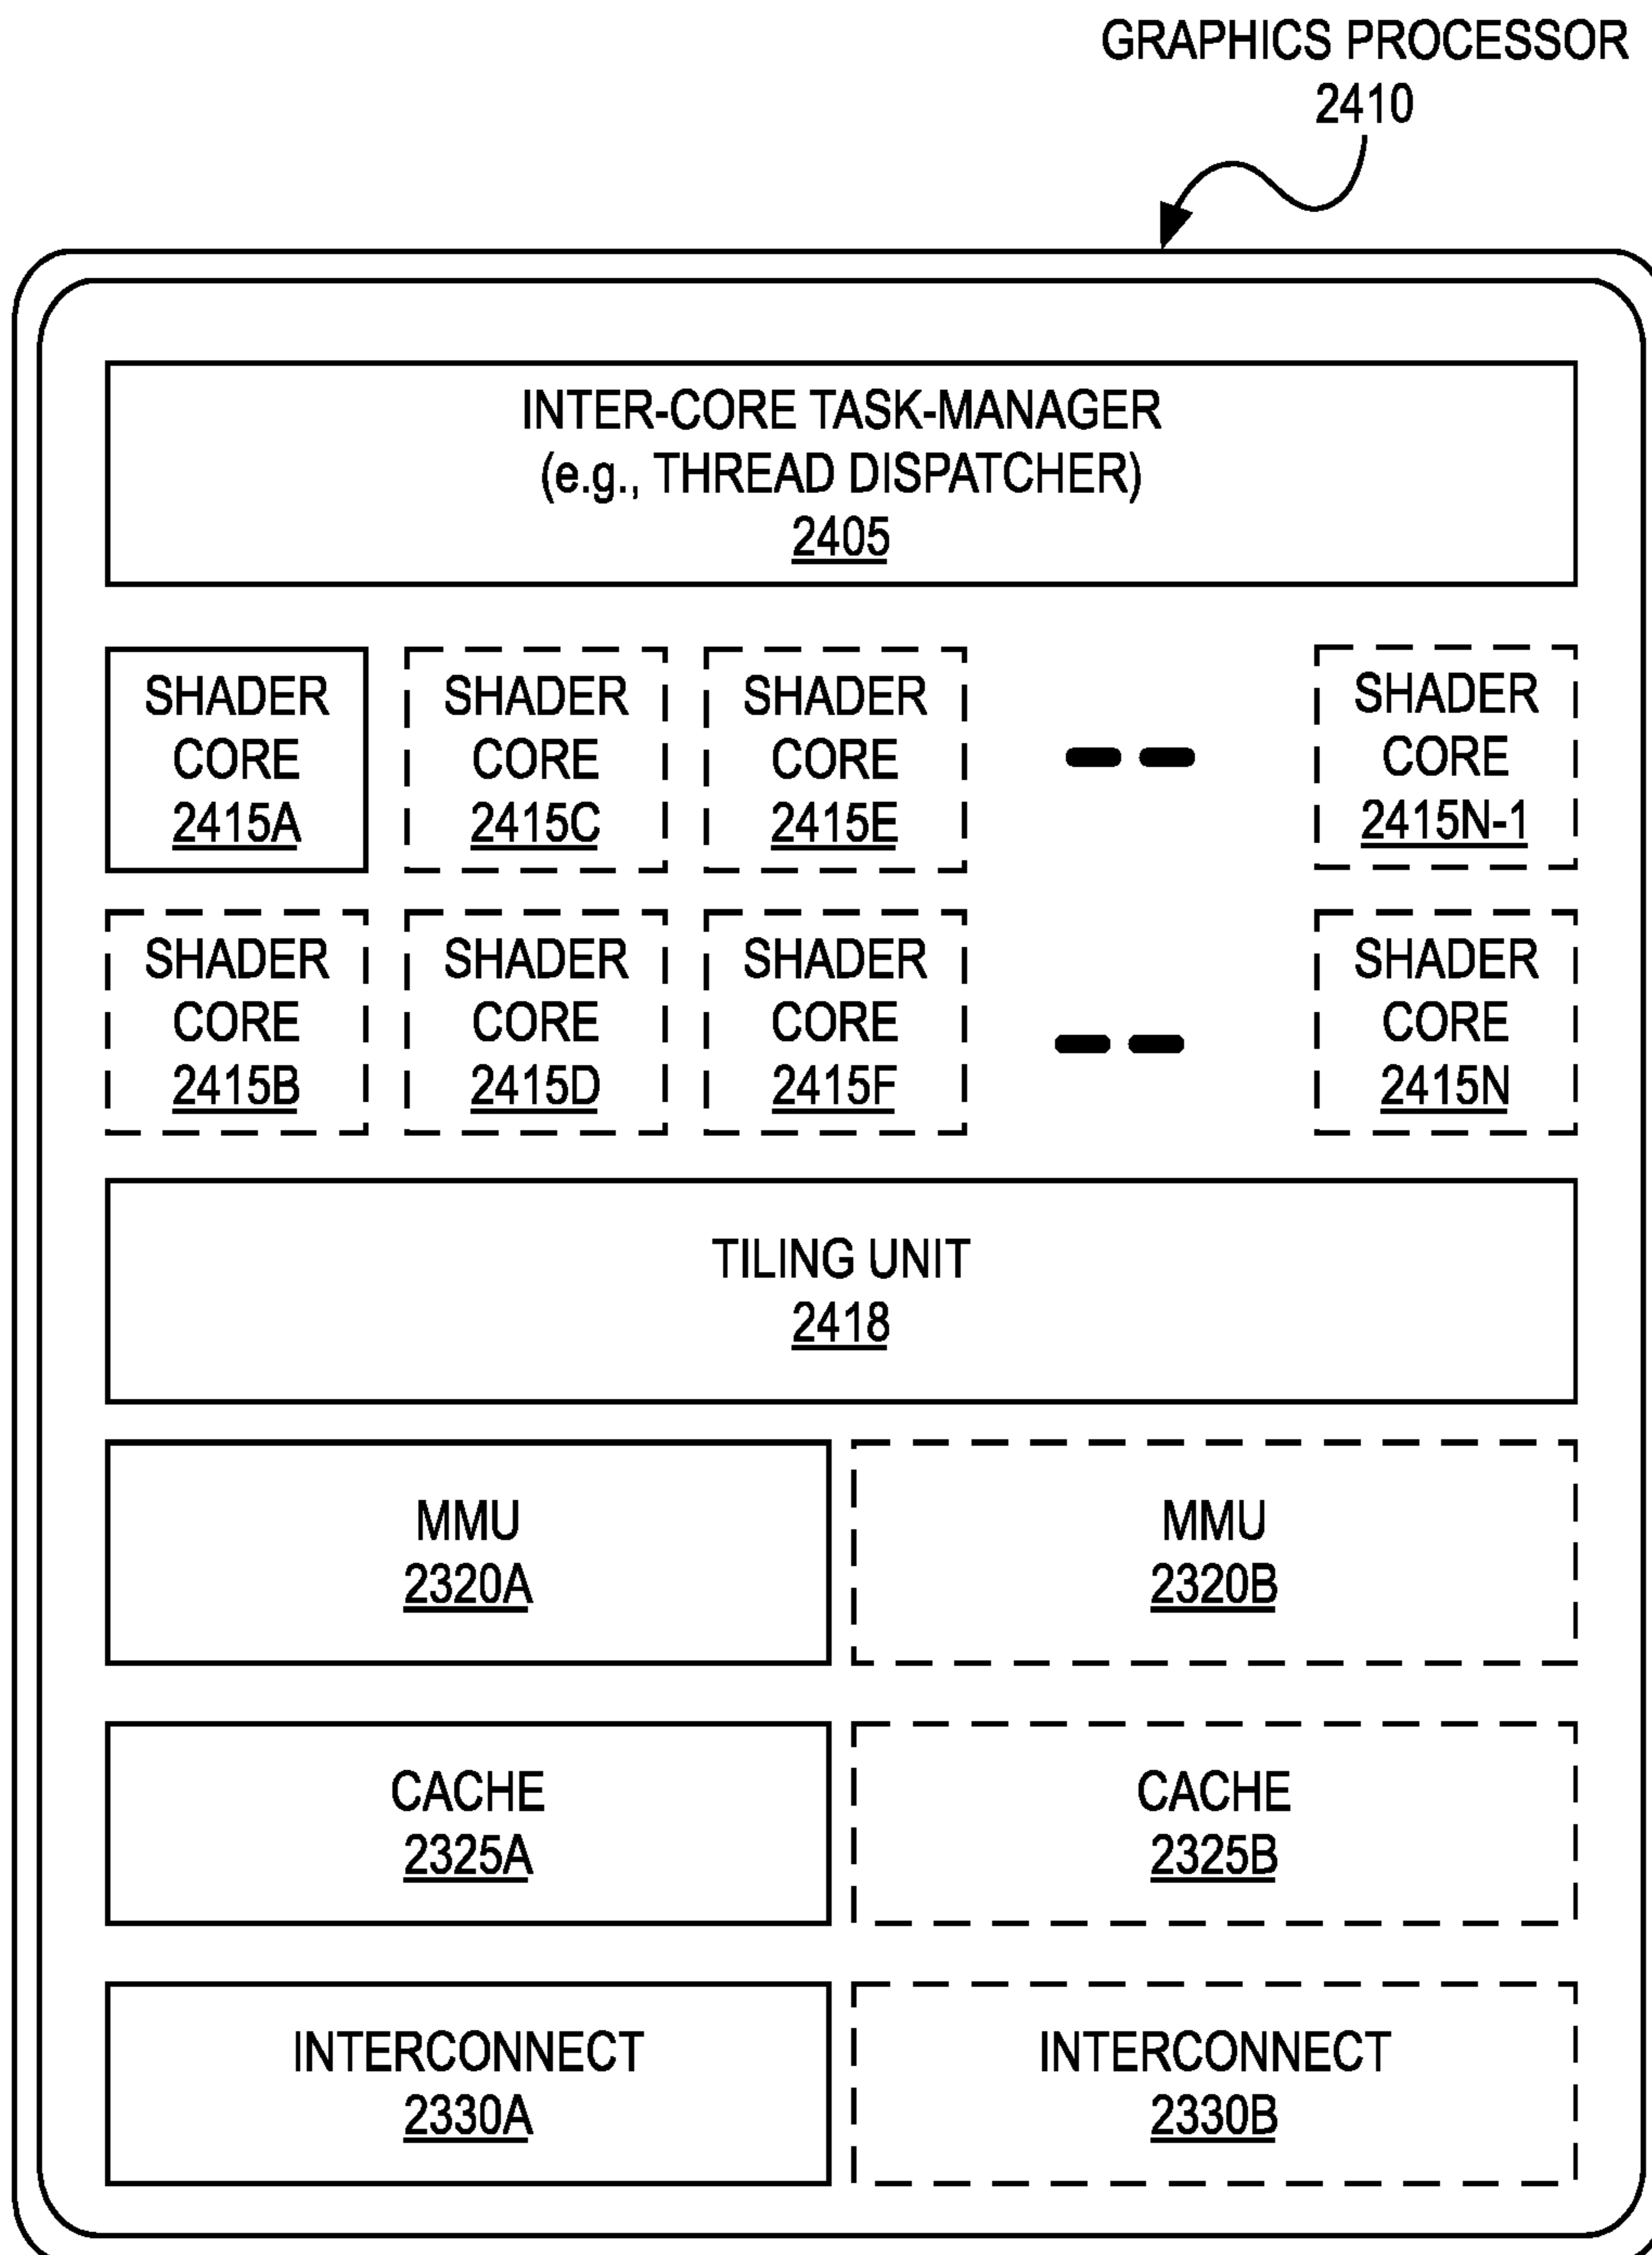 GRAPHICS PROCESSOR
2410
INTER-CORE TASK-MANAGER
(e.g., THREAD DISPATCHER)
2405
SHADER
CORE
2415A
SHADER
CORE
2415C
SHADER
CORE
2415E
SHADER
CORE
2415N-1
SHADER
CORE
2415B
SHADER
CORE
2415D
SHADER
CORE
2415F
SHADER
CORE
2415N
TILING UNIT
2418
MMU
2320A
MMU
2320B
CACHE
2325A
CACHE
2325B
INTERCONNECT
2330A
INTERCONNECT
2330B